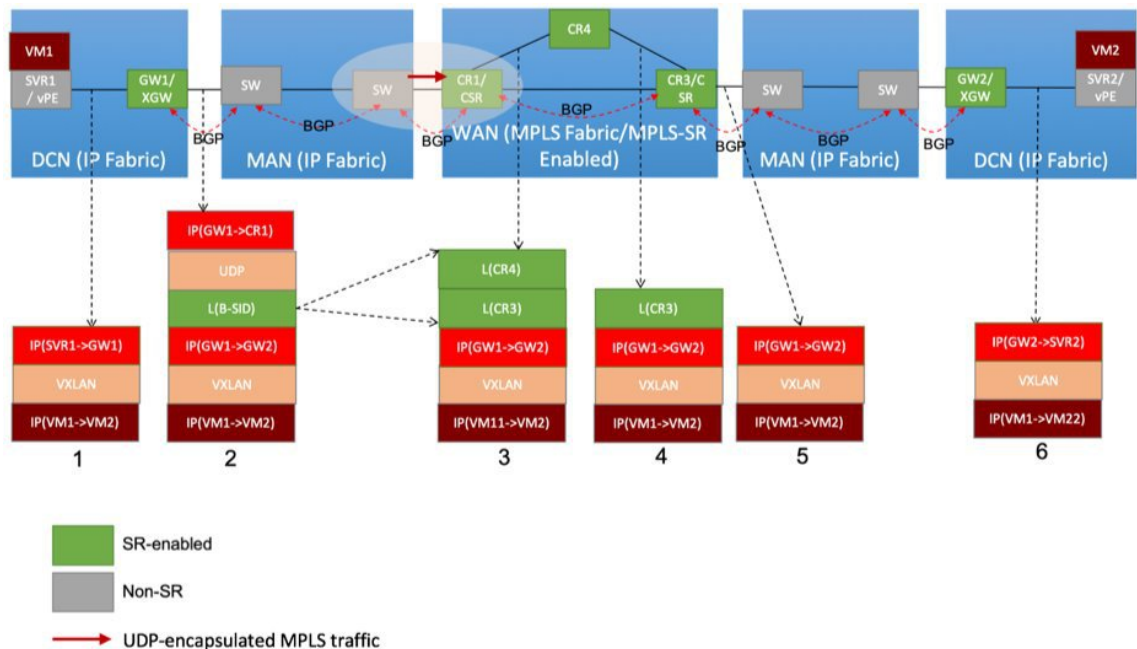 CR4
VM1
SVR1
/ vPE
GW1/
XGW
SW
SW
CR1/
CSR
CR3/C
SR
SW
SW
GW2/
XGW
VM2
SVR2/
vPE
BGP
BGP
BGP
BGP
BGP
BGP
BGP
DCN (IP Fabric)
MAN (IP Fabric)
WAN (MPLS Fabric/MPLS-SR
Enabled)
MAN (IP Fabric)
DCN (IP Fabric)
IP(SVR1->GW1)
VXLAN
IP(VM1->VM2)
1
IP(GW1->CR1)
UDP
L(B-SID)
IP(GW1->GW2)
VXLAN
IP(VM1->VM2)
2
L(CR4)
L(CR3)
IP(GW1->GW2)
VXLAN
IP(VM11->VM2)
3
L(CR3)
IP(GW1->GW2)
VXLAN
IP(VM1->VM2)
4
IP(GW1->GW2)
VXLAN
IP(VM1->VM2)
5
IP(GW2->SVR2)
VXLAN
IP(VM1->VM22)
6
SR-enabled
Non-SR
UDP-encapsulated MPLS traffic